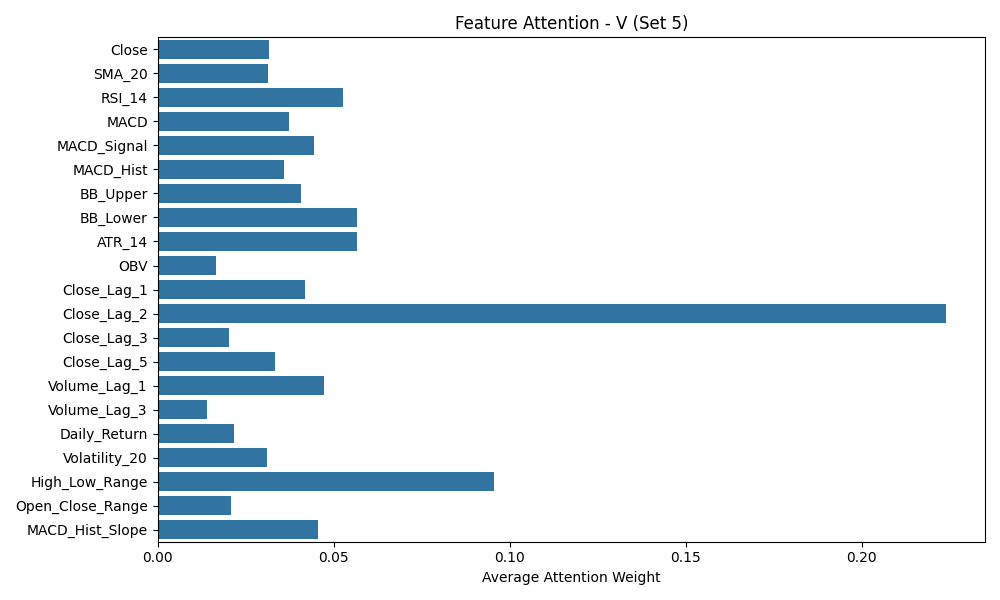 Feature Attention - V (Set 5)
Close
SMA_20
RSI_14
MACD
MACD_Signal
MACD_Hist
BB_Upper
BB_Lower
ATR_14
OBV
Close_Lag_1
Close_Lag_2
Close_Lag_3
Close_Lag_5
Volume_Lag_1
Volume_Lag_3
Daily_Return
Volatility_20
High_Low_Range
Open_Close_Range
MACD_Hist_Slope
0.00 0.05 0.10 0.15 0.20
Average Attention Weight